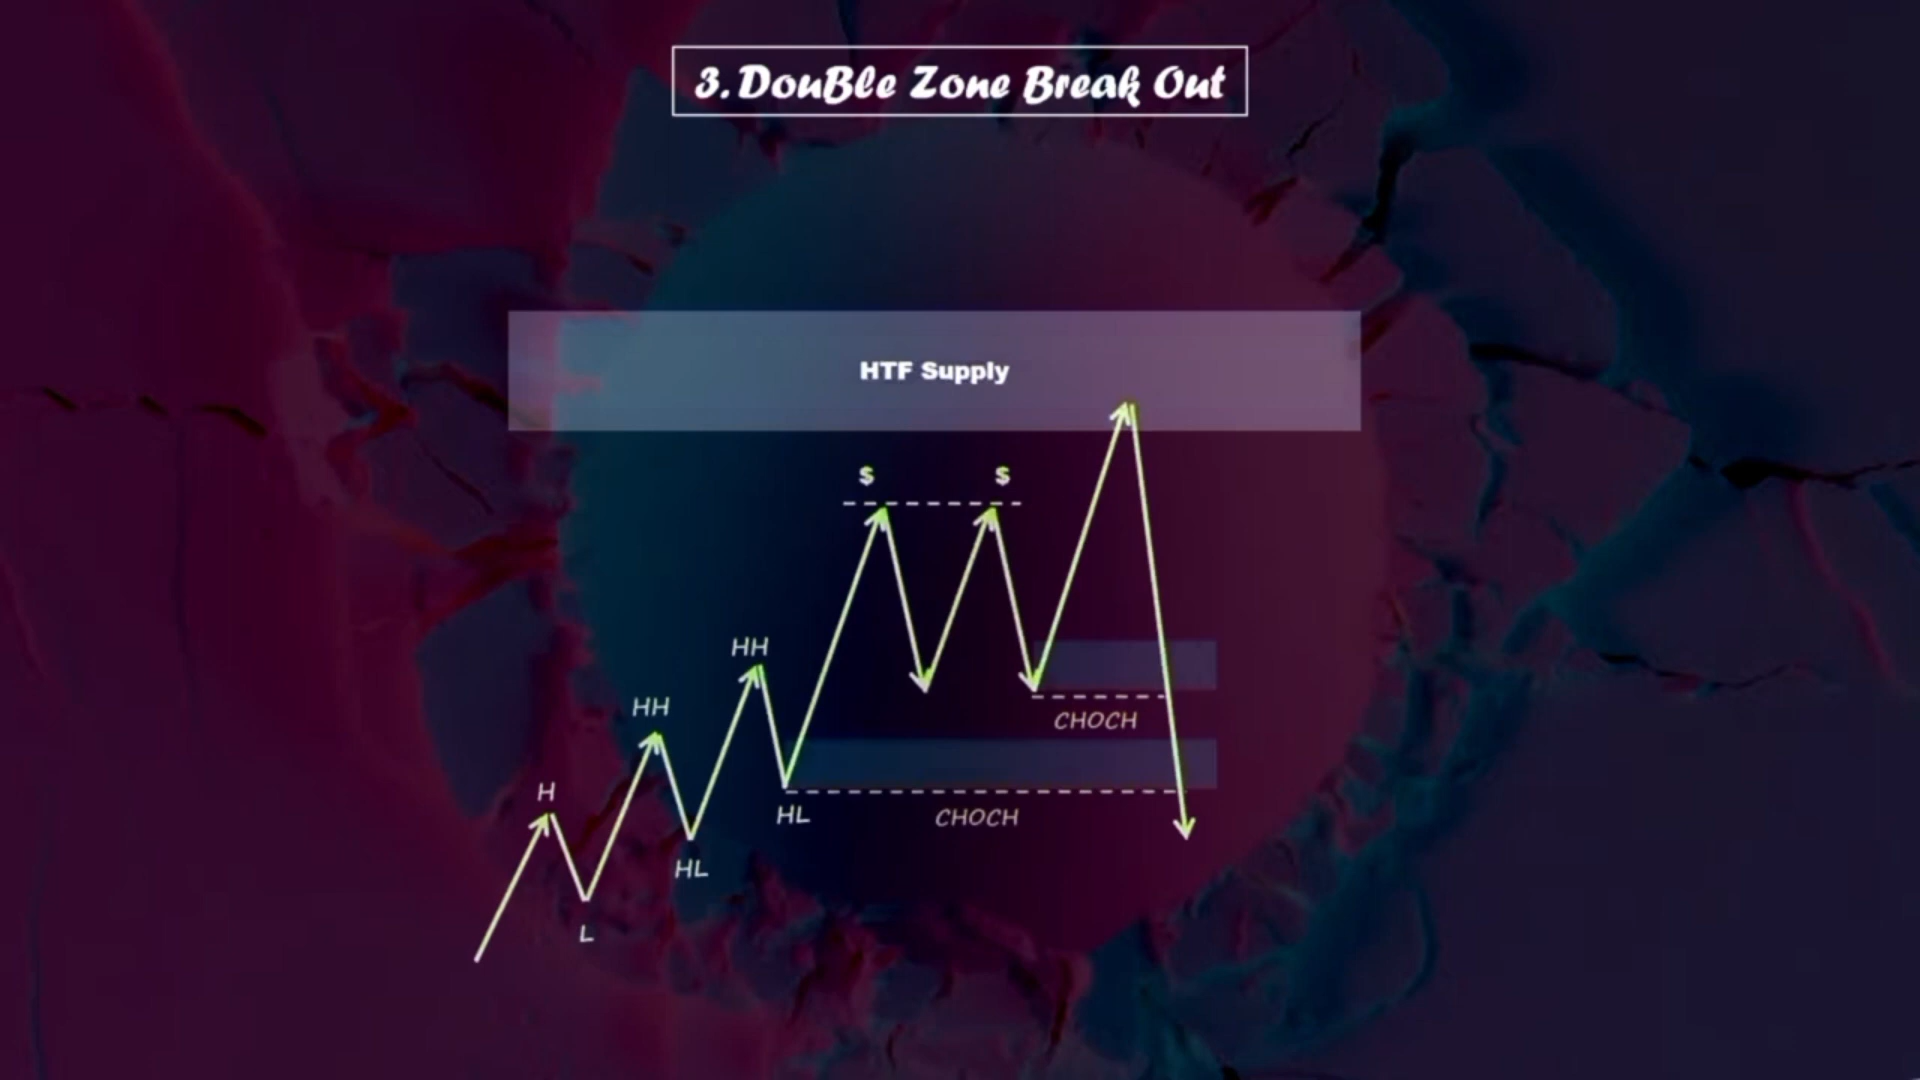 3. DouBle Zone Break Out
HTF Supply
$ $
HH
HH
CHOCH
H
HL
CHOCH
HL
L